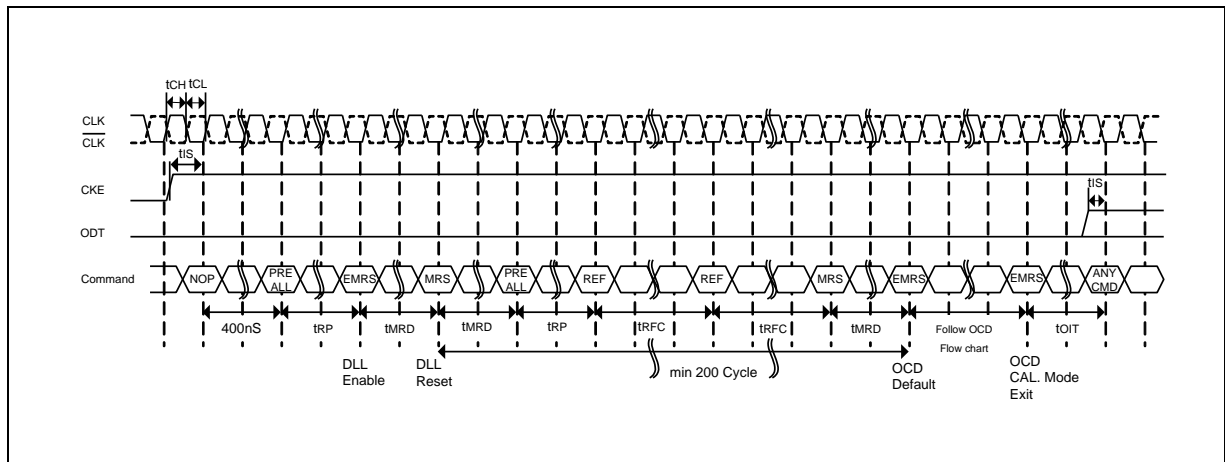 tCH tCL
CLK
CLK
tIS
CKE
tIS
ODT
Command
NOP
PRE
ALL
EMRS
MRS
PRE
ALL
REF
REF
MRS
EMRS
EMRS
ANY
CMD
400nS
tRP
tMRD
tMRD
tRP
tRFC
tRFC
tMRD
Follow OCD
Flow chart
tOIT
DLL
Enable
DLL
Reset
min 200 Cycle
OCD
Default
OCD
CAL. Mode
Exit